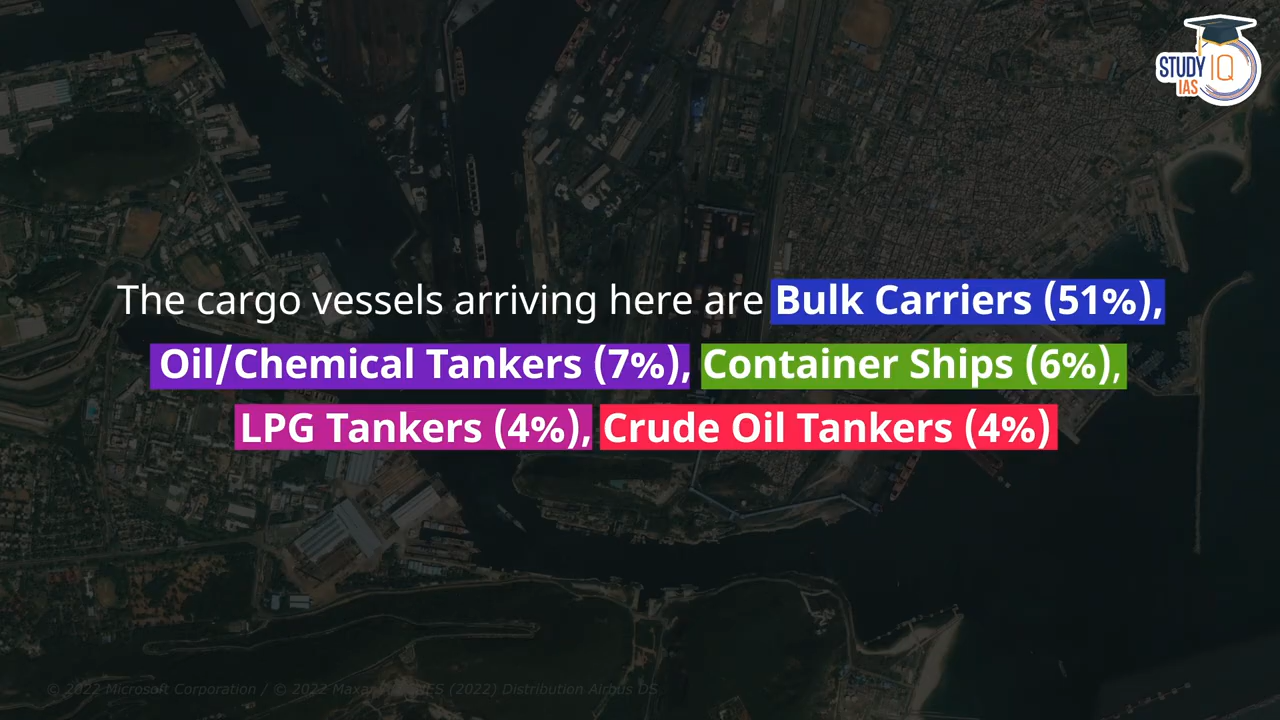 STUDY IQ
IAS
The cargo vessels arriving here are Bulk Carriers (51%),
Oil/Chemical Tankers (7%), Container Ships (6%),
LPG Tankers (4%), Crude Oil Tankers (4%)
© 2022 Microsoft Corporation / © 2022 Maxar (2022) Distribution Airbus DS